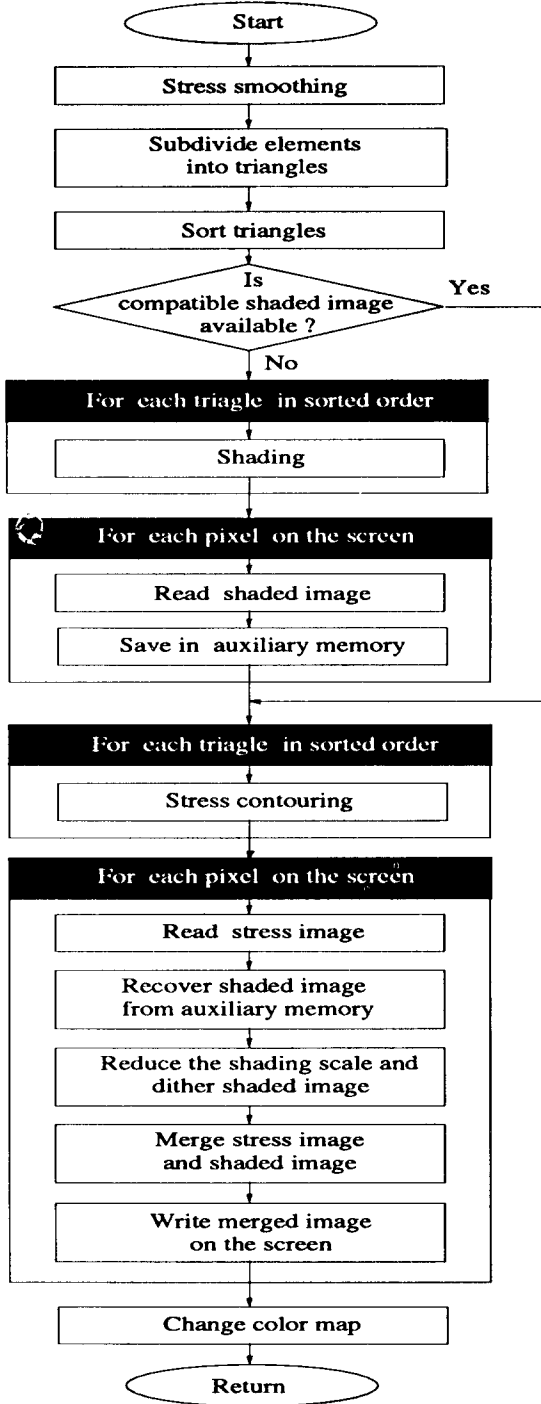 Start
Stress smoothing
Subdivide elements
into triangles
Sort triangles
Is
compatible shaded image
available ?
Yes
No
For each triagle in sorted order
Shading
For each pixel on the screen
Read shaded image
Save in auxiliary memory
For each triagle in sorted order
Stress contouring
For each pixel on the screen
Read stress image
Recover shaded image
from auxiliary memory
Reduce the shading scale and
dither shaded image
Merge stress image
and shaded image
Write merged image
on the screen
Change color map
Return